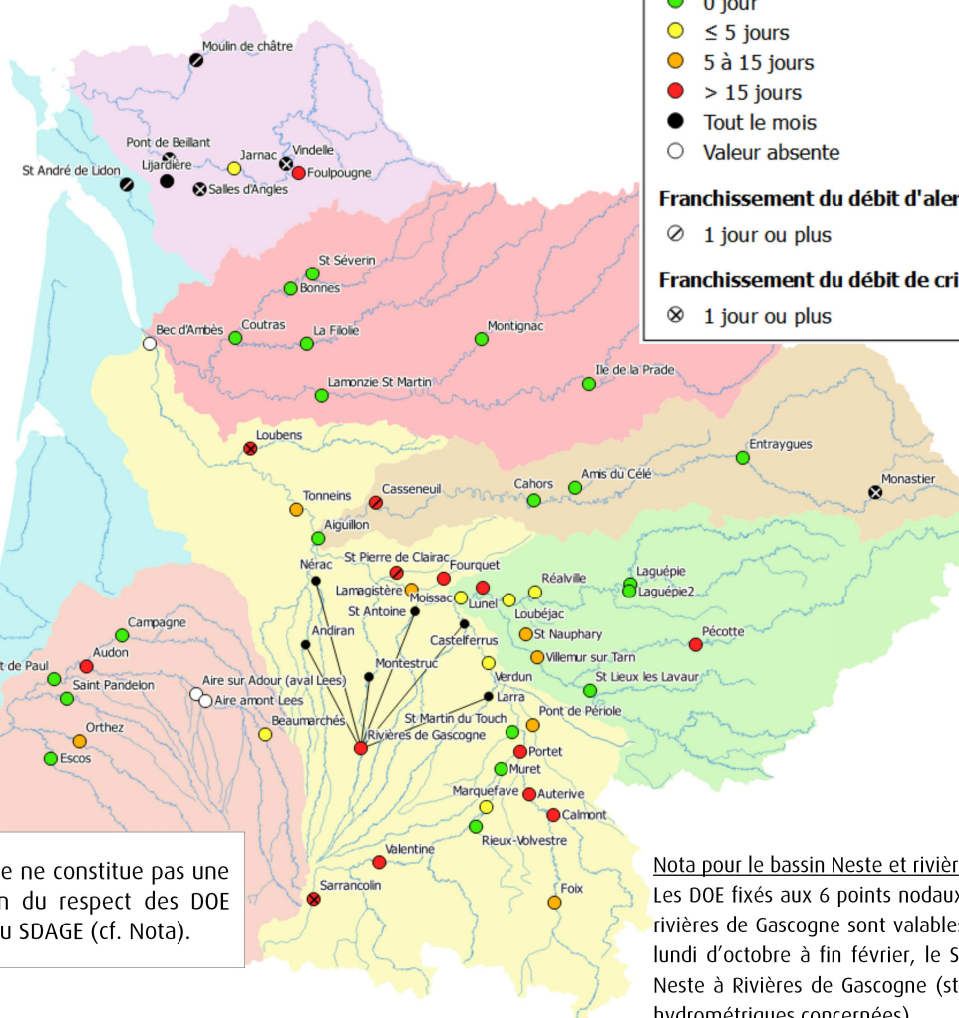 0 jour
≤ 5 jours
5 à 15 jours
> 15 jours
Tout le mois
Valeur absente
Franchissement du débit d'aler
1 jour ou plus
Franchissement du débit de cri
1 jour ou plus
Moulin de châtre
Pont de Beillant
Lijardière
Jarnac
Vindelle
Foulpougne
St André de Lidon
Salles d'Angles
St Séverin
Bonnes
Bec d'Ambès
Coutras
La Filolie
Montignac
Ile de la Prade
Lamonzie St Martin
Loubens
Entraygues
Amis du Célé
Cahors
Monastier
Casseneuil
Tonneins
Aiguillon
St Pierre de Clairac
Fourquet
Nérac
Lamagistère
Moissac
Lunel
Réalville
Laguépie
Laguépie2
St Antoine
Loubéjac
Andiran
Castelferrus
St Nauphary
Pécotte
Campagne
Villemur sur Tarn
Montestruc
Verdun
St Lieux les Lavaur
Audon
t de Paul
Saint Pandelon
Aire sur Adour (aval Lees)
Aire amont Lees
Larra
Pont de Périole
St Martin du Touch
Beaumarchés
Rivières de Gascogne
Orthez
Escos
Portet
Muret
Marquefave
Auterive
Calmont
Rieux-Volvestre
Valentine
Sarrancolin
Foix
e ne constitue pas une
n du respect des DOE
u SDAGE (cf. Nota).
Nota pour le bassin Neste et rivièr
Les DOE fixés aux 6 points nodaux
rivières de Gascogne sont valables
lundi d'octobre à fin février, le S
Neste à Rivières de Gascogne (st
hydrométriques concernées)